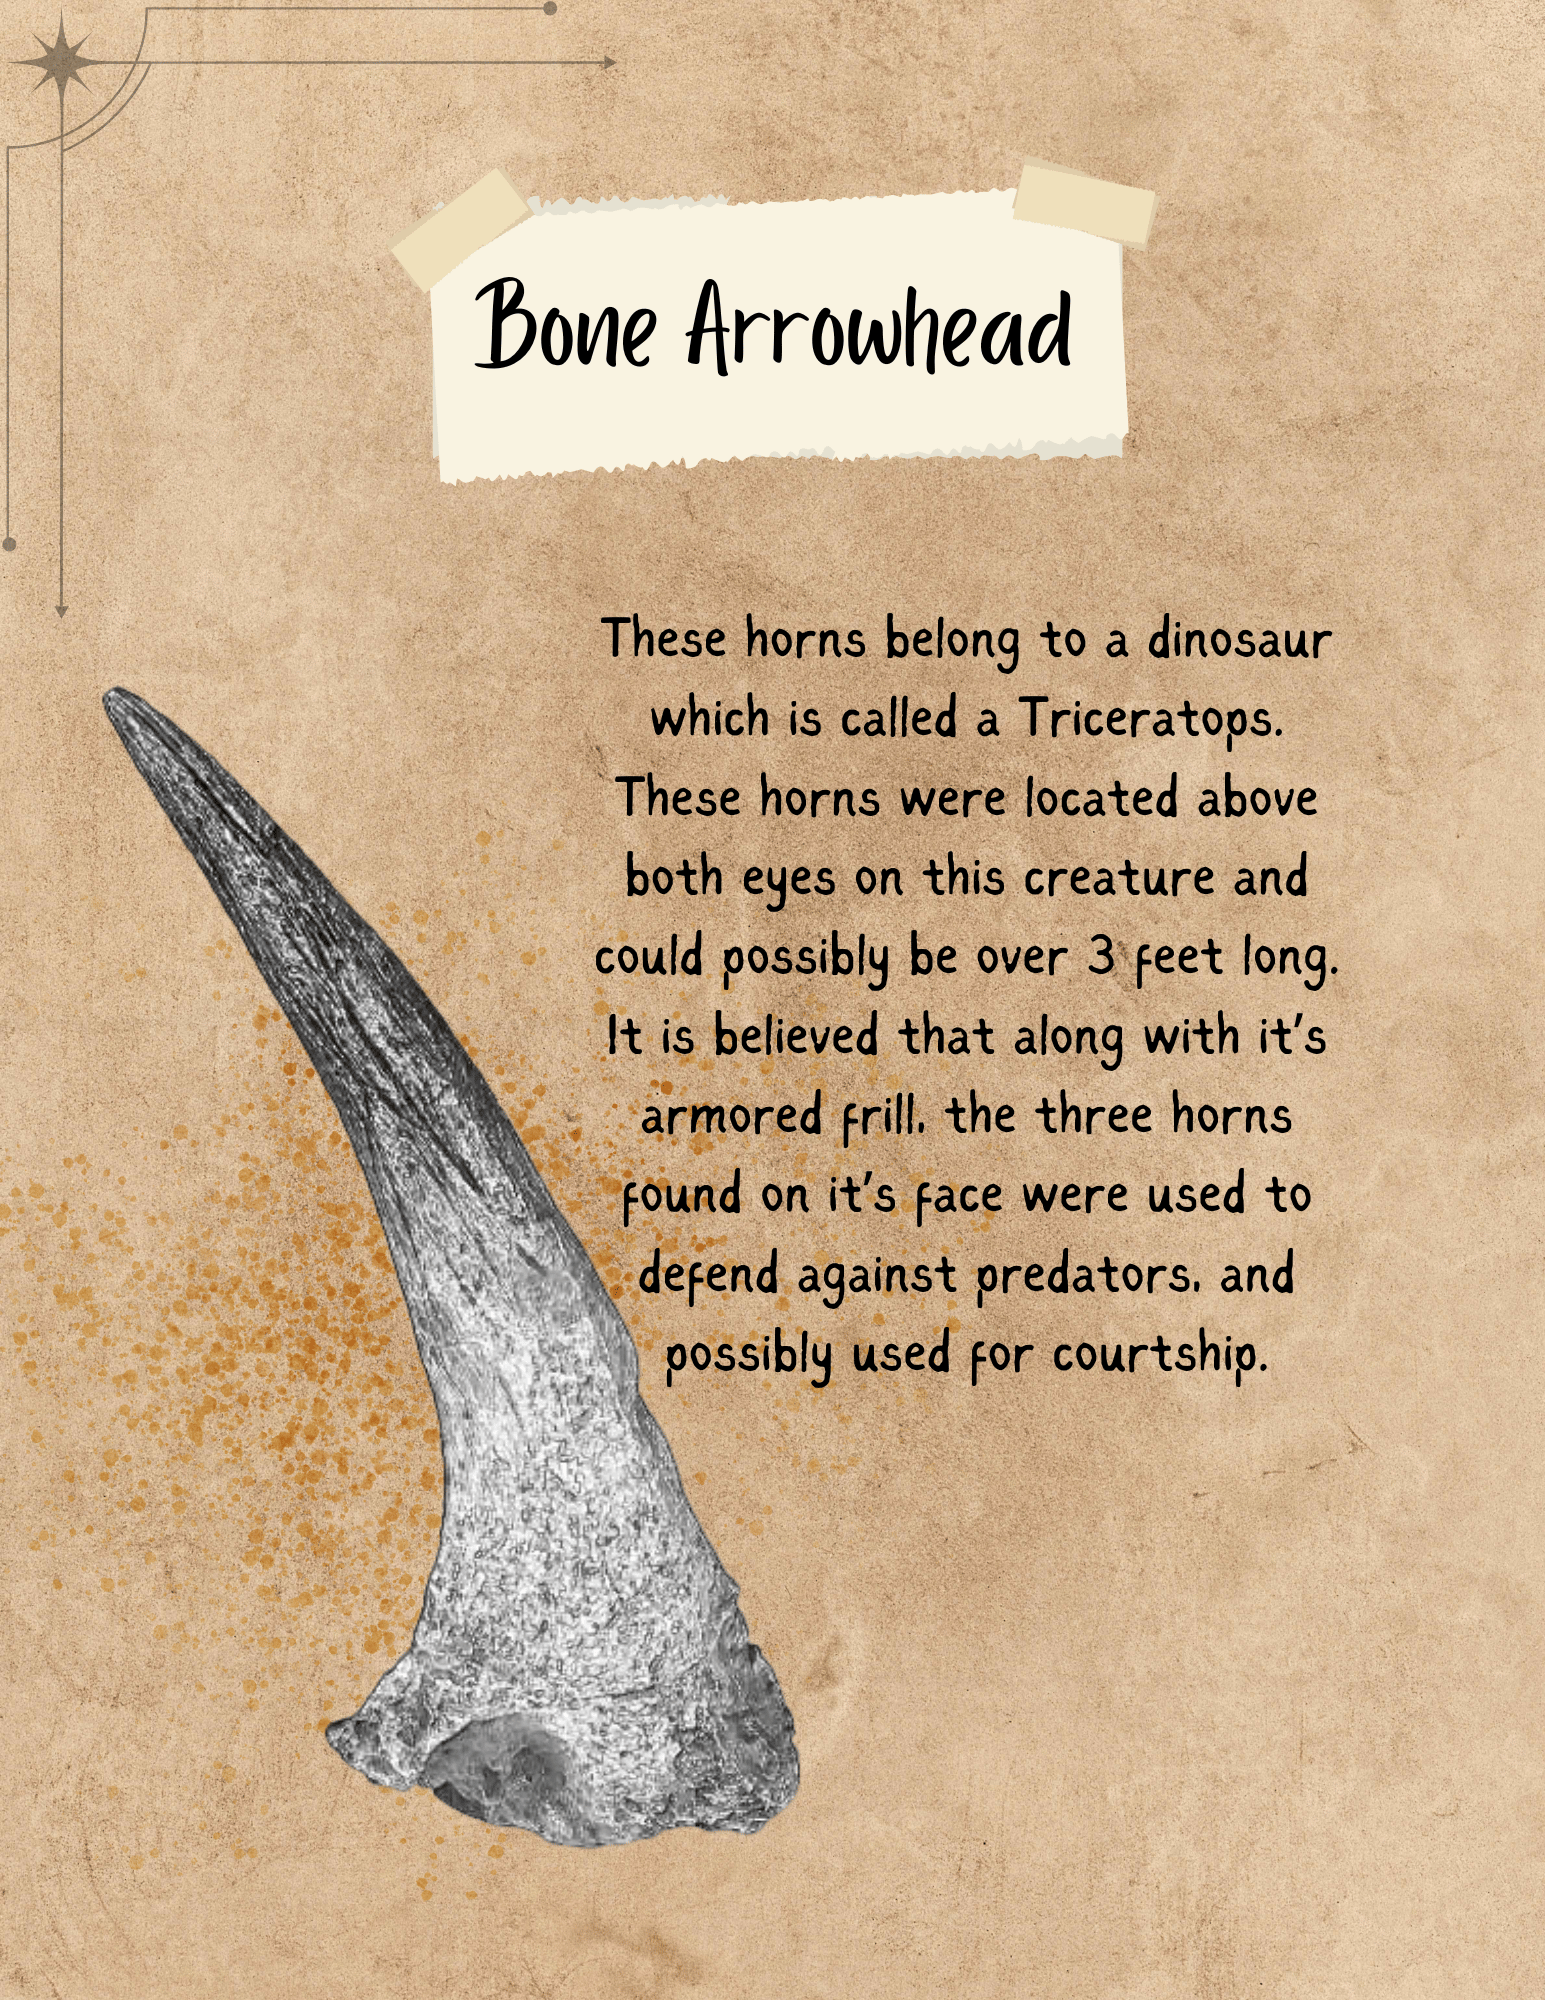 Bone Arrowhead
These horns belong to a dinosaur
which is called a Triceratops.
These horns were located above
both eyes on this creature and
could possibly be over 3 feet long.
It is believed that along with it's
armored frill, the three horns
found on it's face were used to
defend against predators, and
possibly used for courtship.